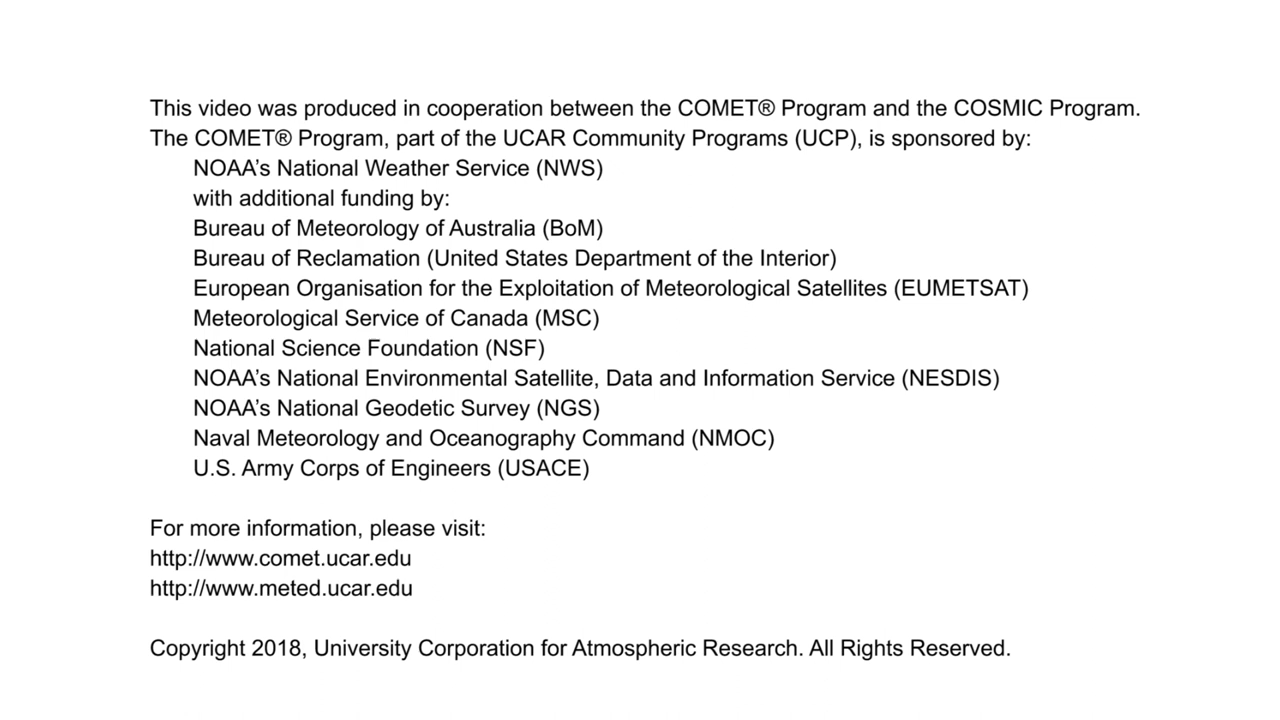 This video was produced in cooperation between the COMET® Program and the COSMIC Program.
The COMET® Program, part of the UCAR Community Programs (UCP), is sponsored by:
NOAA’s National Weather Service (NWS)
with additional funding by:
Bureau of Meteorology of Australia (BoM)
Bureau of Reclamation (United States Department of the Interior)
European Organisation for the Exploitation of Meteorological Satellites (EUMETSAT)
Meteorological Service of Canada (MSC)
National Science Foundation (NSF)
NOAA’s National Environmental Satellite, Data and Information Service (NESDIS)
NOAA’s National Geodetic Survey (NGS)
Naval Meteorology and Oceanography Command (NMOC)
U.S. Army Corps of Engineers (USACE)
For more information, please visit:
http://www.comet.ucar.edu
http://www.meted.ucar.edu
Copyright 2018, University Corporation for Atmospheric Research. All Rights Reserved.